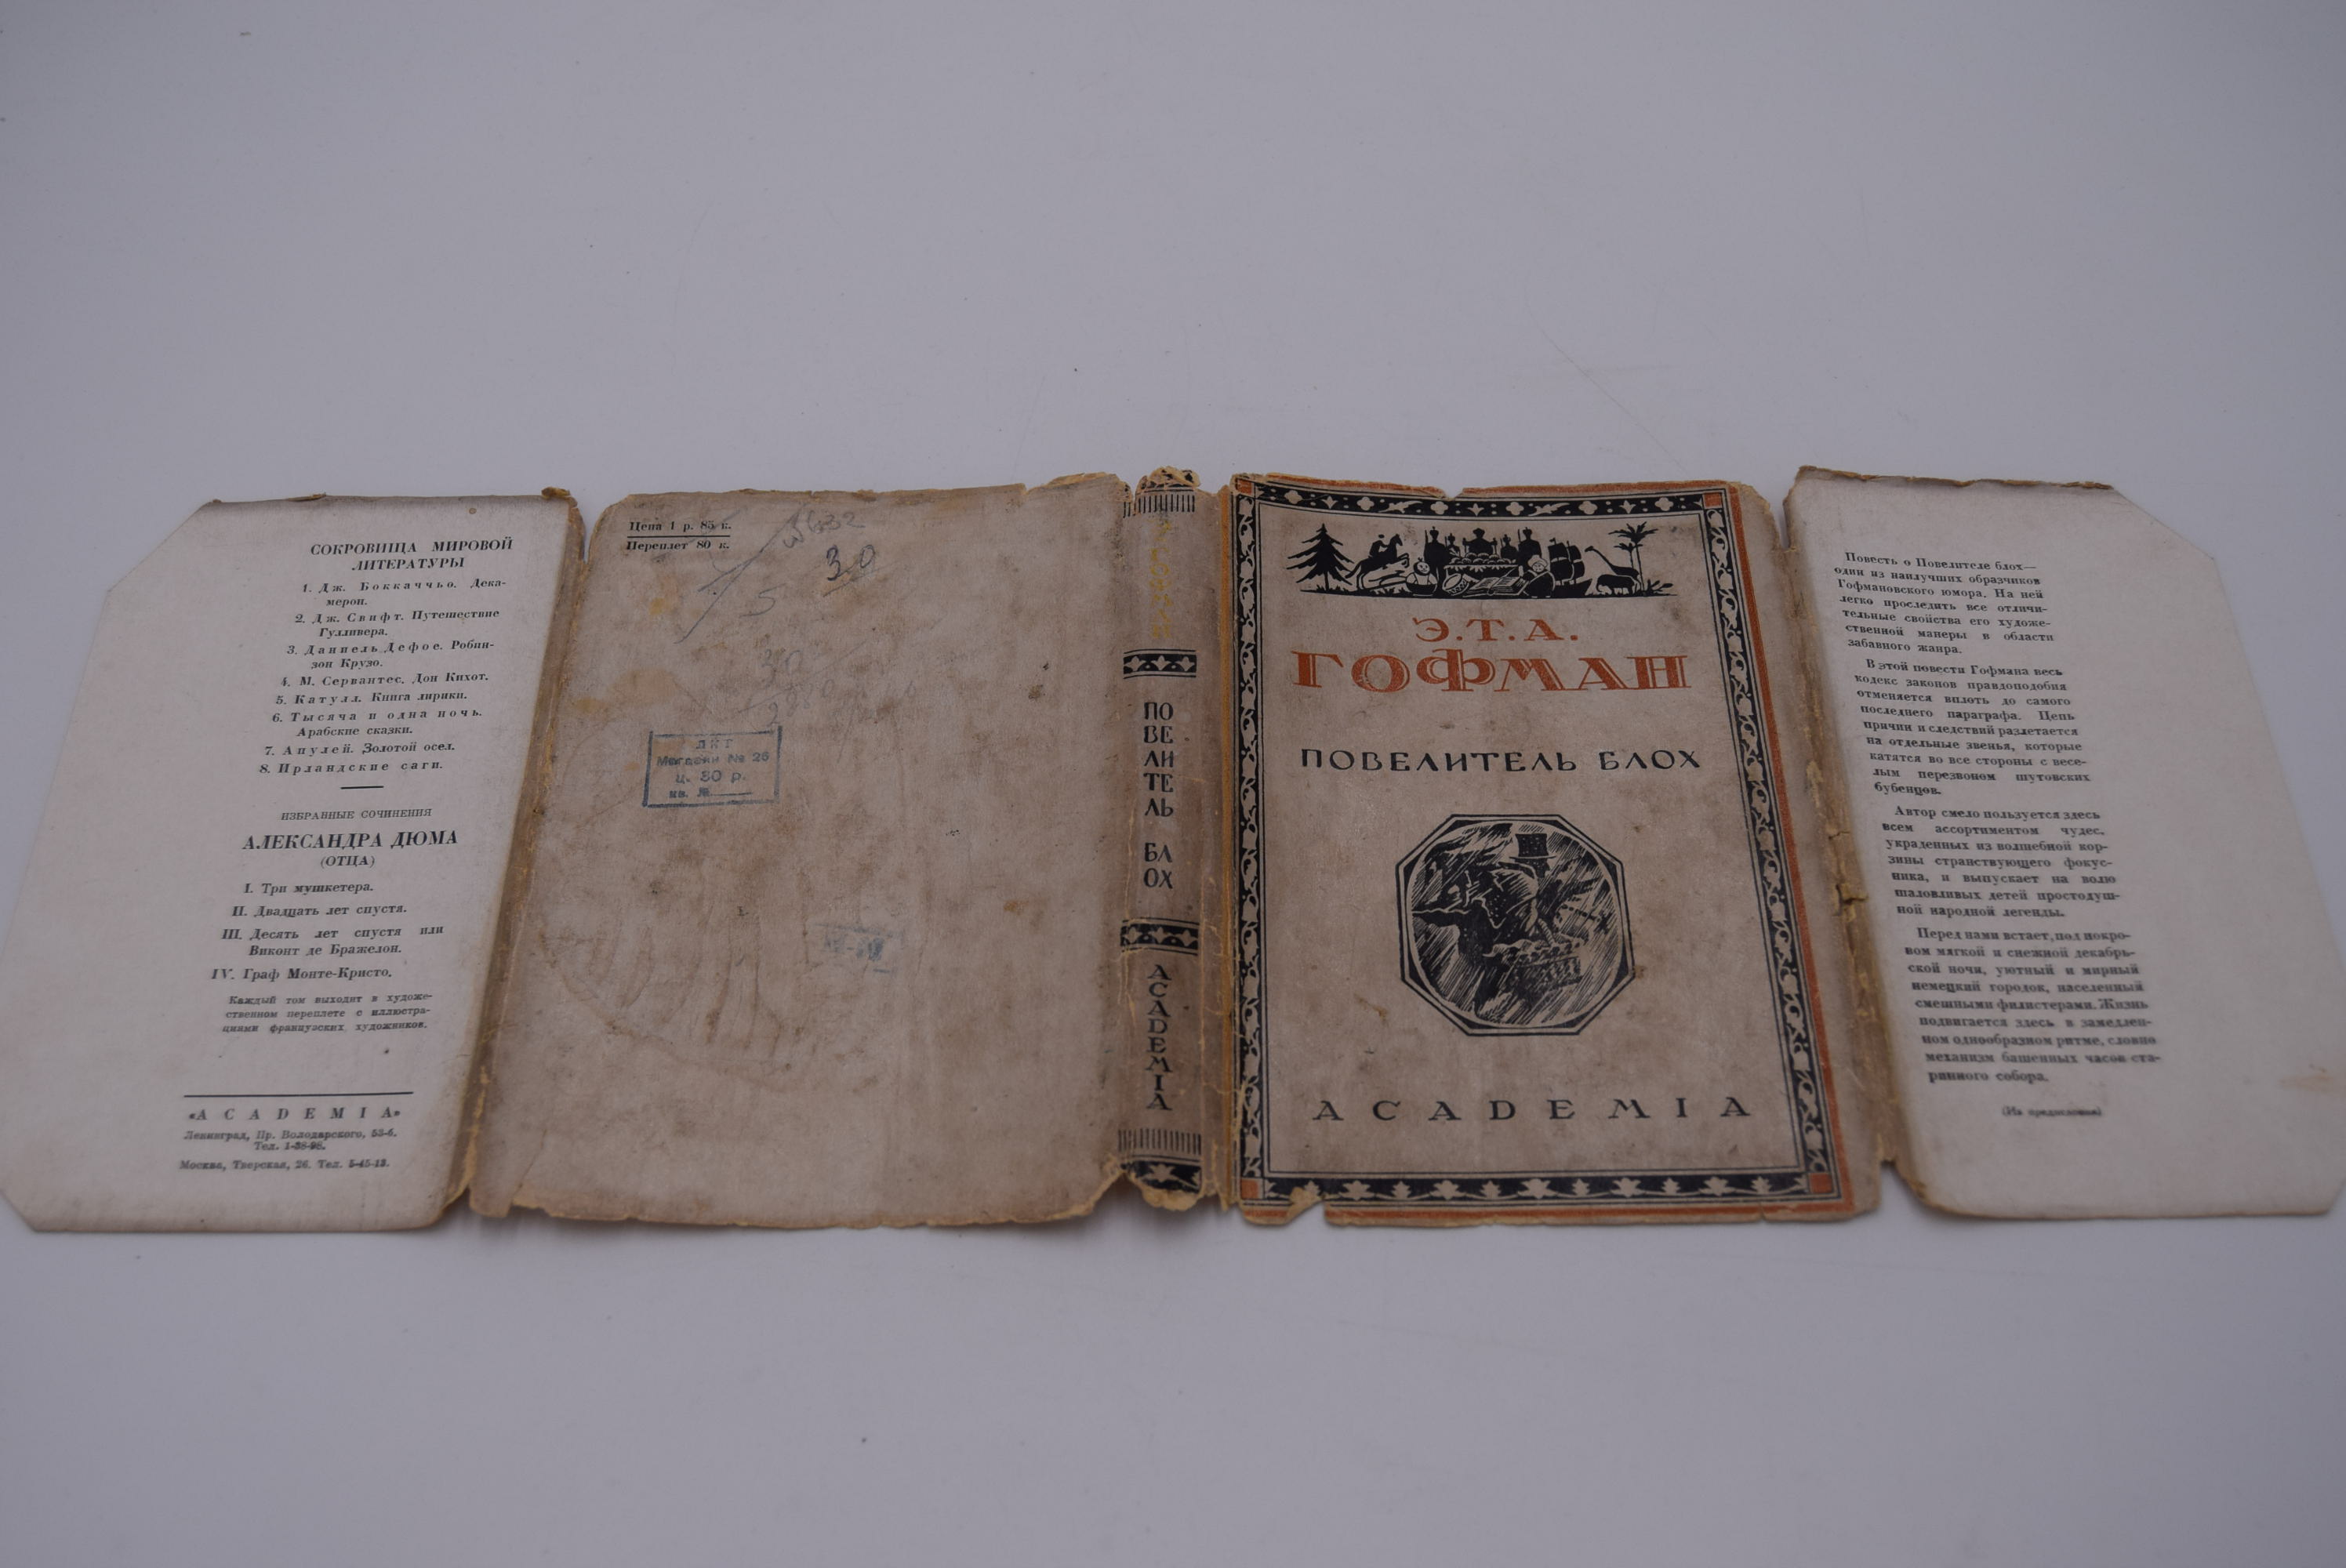 СОКРОВИЩА МИРОВОЙ
ЛИТЕРАТУРЫ
1. Дж. Боккаччьо. Дека-
мерон.
2. Дж. Свифт. Путешествие
Гулливера.
3. Даниель Дефое. Робин-
зон Крузо.
4. М. Сервантес. Дон Кихот.
5. Катулл. Книга лирики.
6. Тысяча и одна ночь.
Арабские сказки.
7. Апулей. Золотой осел.
8. Ирландские саги.
ИЗБРАННЫЕ СОЧИНЕНИЯ
АЛЕКСАНДРА ДЮМА
(ОТЦА)
I. Три мушкетера.
II. Двадцать лет спустя.
III. Десять лет спустя или
Виконт де Бражелон.
IV. Граф Монте-Кристо.
Каждый том выходит в художе-
ственном переплете с иллюстра-
циями французских художников.
«ACADEMIA»
Ленинград, Пр. Володарского, 53-б.
Тел. 1-38-98.
Москва, Тверская, 26. Тел. 5-45-13.
Цена 1 р. 85 к.
Переплет 80 к.
30
5
ЛКТ
Магазин № 26
ц. 30 р.
кв. №
ПО
ВЕ
ЛИ
ТЕ
ЛЬ
БЛ
ОХ
ACADEMIA
Э.Т.А.
ГОФМАН
ПОВЕЛИТЕЛЬ БЛОХ
ACADEMIA
Повесть о Повелителе блох—
один из наилучших образчиков
Гофмановского юмора. На ней
легко проследить все отличи-
тельные свойства его художе-
ственной манеры в области
забавного жанра.
В этой повести Гофмана весь
кодекс законов правдоподобия
отменяется вплоть до самого
последнего параграфа. Цепь
причин и следствий разлетается
на отдельные звенья, которые
катятся во все стороны с весе-
лым перезвоном шутовских
бубенцов.
Автор смело пользуется здесь
всем ассортиментом чудес,
украденных из волшебной кор-
зины странствующего фокус-
ника, и выпускает на волю
шаловливых детей простодуш-
ной народной легенды.
Перед нами встает, под покро-
вом мягкой и снежной декабрь-
ской ночи, уютный и мирный
немецкий городок, населенный
смешными филистерами. Жизнь
подвигается здесь в замедлен-
ном однообразном ритме, словно
механизм башенных часов ста-
ринного собора.
(Из предисловия)